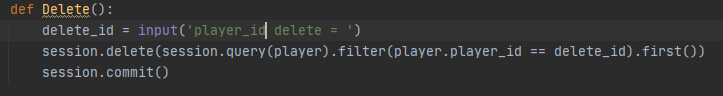 def Delete():
    delete_id = input('player_id delete = ')
    session.delete(session.query(player).filter(player.player_id == delete_id).first())
    session.commit()